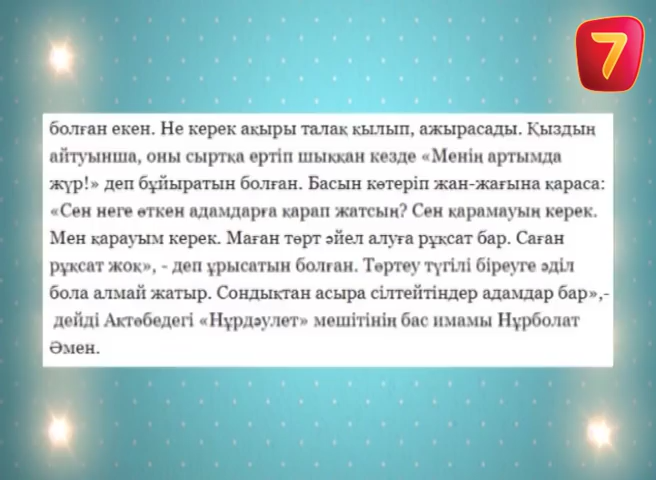 7
болған екен. Не керек ақыры талақ қылып, ажырасады. Қыздың
айтуынша, оны сыртқа ертіп шыққан кезде «Менің артымда
жүр!» деп бұйыратын болған. Басын көтеріп жан-жағына қараса:
«Сен неге өткен адамдарға қарап жатсың? Сен қарамауың керек.
Мен қарауым керек. Маған төрт әйел алуға рұқсат бар. Саған
рұқсат жоқ», - деп ұрысатын болған. Төртеу түгілі біреуге әділ
бола алмай жатыр. Сондықтан асыра сілтейтіндер адамдар бар»,-
дейді Ақтөбедегі «Нұрдәулет» мешітінің бас имамы Нұрболат
Әмен.